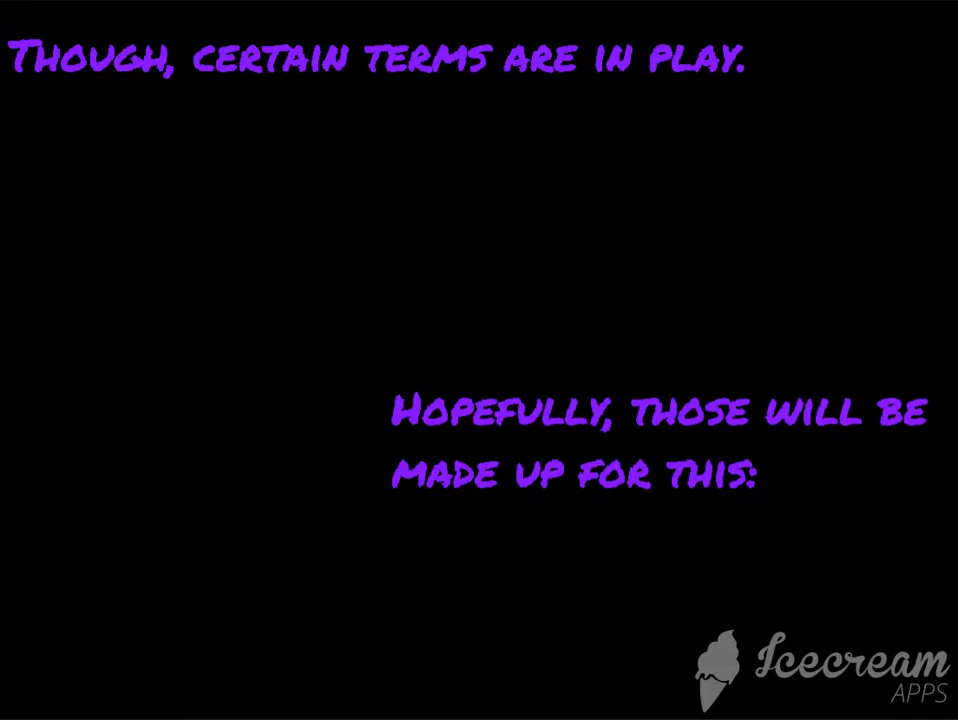 Though, certain terms are in play.
Hopefully, those will be
made up for this:
Icecream
APPS